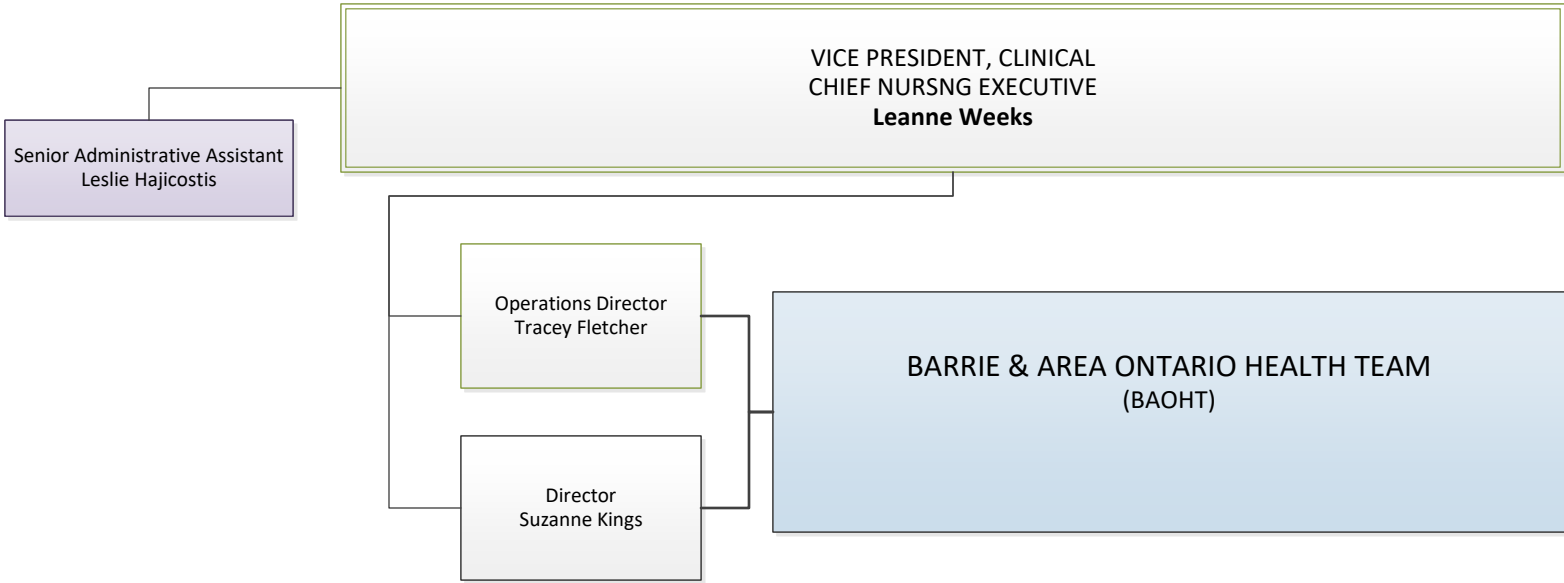 VICE PRESIDENT, CLINICAL
CHIEF NURSNG EXECUTIVE
Leanne Weeks
Senior Administrative Assistant
Leslie Hajicostis
Operations Director
Tracey Fletcher
BARRIE & AREA ONTARIO HEALTH TEAM
(BAOHT)
Director
Suzanne Kings